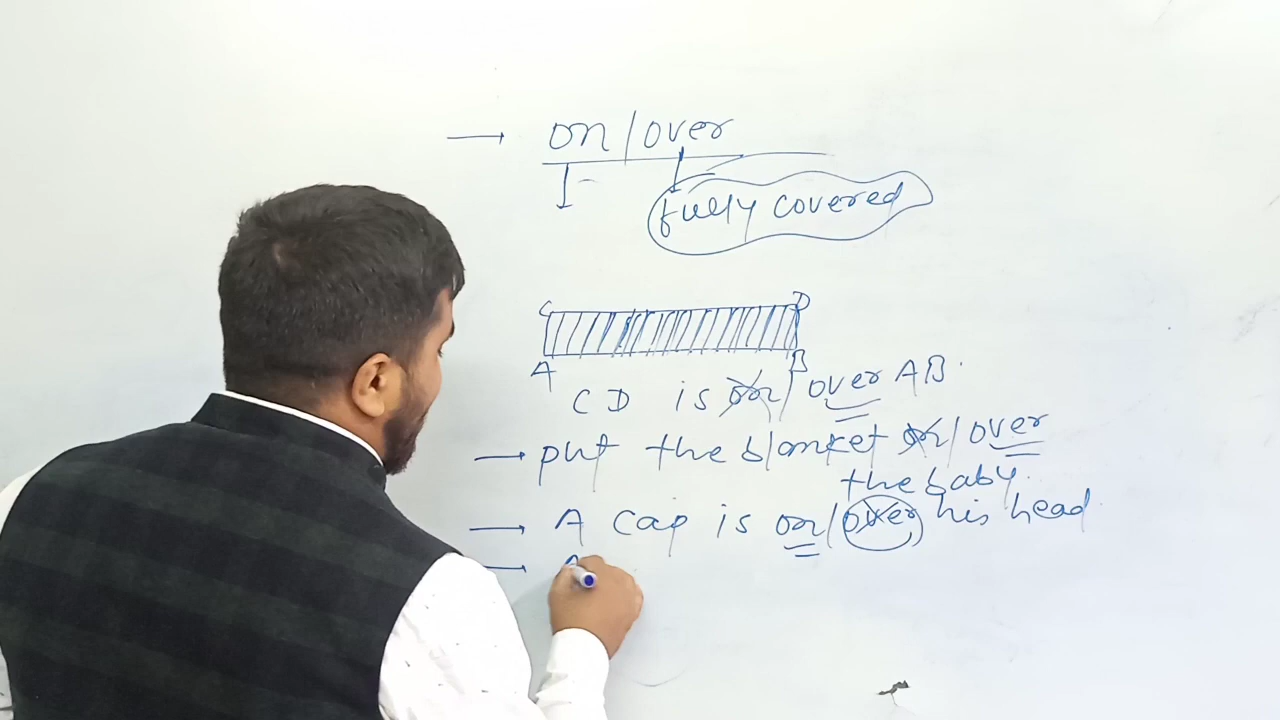 → on/over
fully covered
C D
A B
CD is on/over AB.
→ put the blanket on/over
the baby.
→ A cap is on/over his head.
→ A